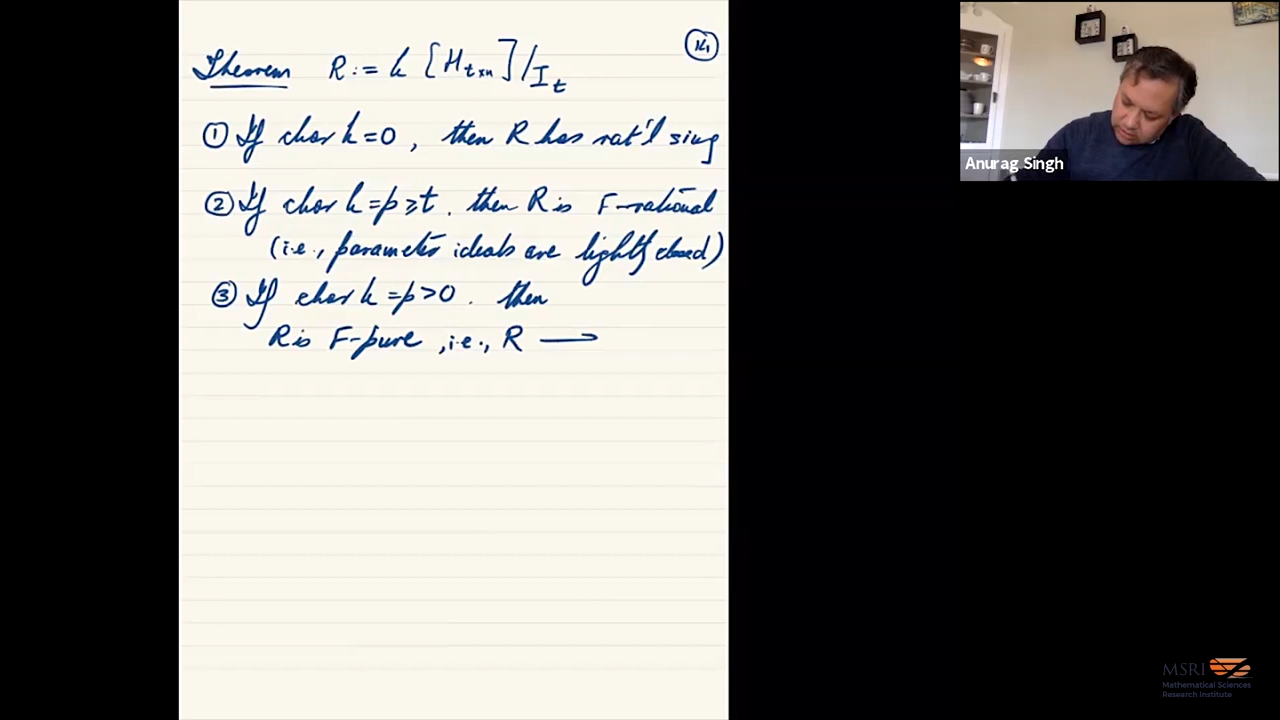 Theorem R := k [H_{t×n}]/I_t
⑭
① If char k = 0, then R has rat'l sing
② If char k = p ≥ t. then R is F-rational
(i.e., parameter ideals are tightly closed)
③ If char k = p > 0. then
R is F-pure, i.e., R ⟶
Anurag Singh
MSRI
Mathematical Sciences
Research Institute